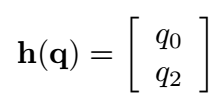 h(q) = [ q₀
q₂ ]